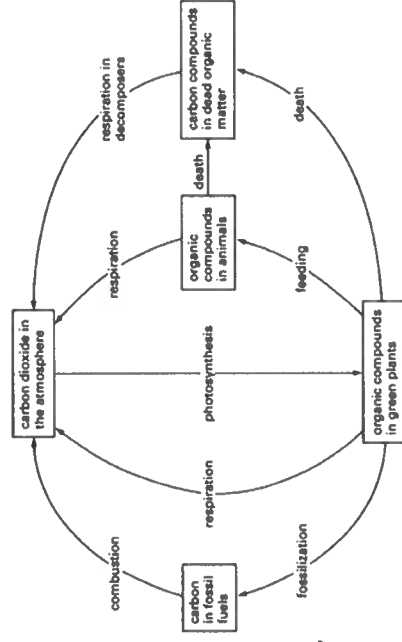 carbon dioxide in
the atmosphere
combustion
respiration
photosynthesis
respiration
respiration in
decomposers
carbon
in fossil
fuels
organic
compounds
in animals
death
carbon compounds
in dead organic
matter
fossilization
feeding
death
organic compounds
in green plants